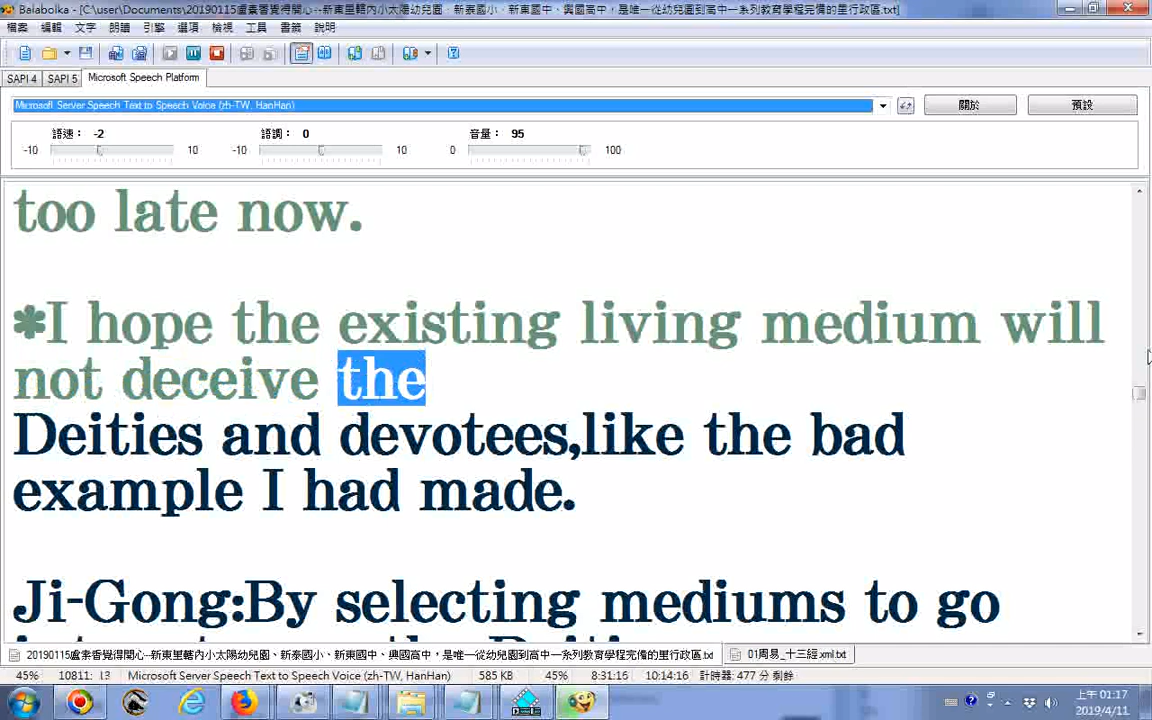 Balabolka - [C:\user\Documents\20190115盧素香覺得開心--新東里轄內小太陽幼兒園、新泰國小、新東國中、興國高中，是唯一從幼兒園到高中一系列教育學程完備的里行政區.txt]
檔案 編輯 文字 朗讀 引擎 選項 檢視 工具 書籤 說明
SAPI 4 SAPI 5 Microsoft Speech Platform
Microsoft Server Speech Text to Speech Voice (zh-TW, HanHan) 關於 預設
語速： -2 語調： 0 音量： 95
-10 10 -10 10 0 100
too late now.
*I hope the existing living medium will
not deceive the
Deities and devotees,like the bad
example I had made.
Ji-Gong:By selecting mediums to go
20190115盧素香覺得開心--新東里轄內小太陽幼兒園、新泰國小、新東國中、興國高中，是唯一從幼兒園到高中一系列教育學程完備的里行政區.txt 01周易_十三經.xml.txt
45% 10811: 13 Microsoft Server Speech Text to Speech Voice (zh-TW, HanHan) 585 KB 45% 8:31:16 10:14:16 計時器: 477 分 剩餘
上午 01:17
2019/4/11